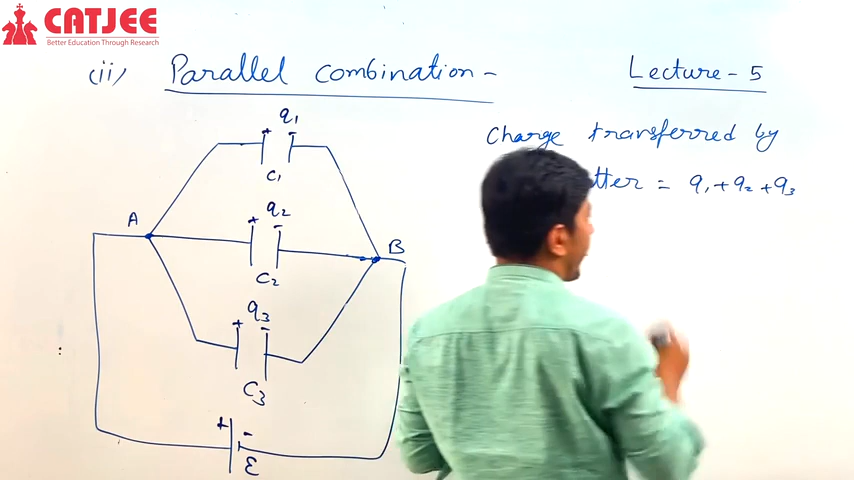 CATJEE
Better Education Through Research
(ii) Parallel Combination -
Lecture - 5
Charge transferred by
= q1 + q2 + q3
q1
+ -
C1
A
q2
+ -
B
C2
q3
+ -
C3
+ -
ε